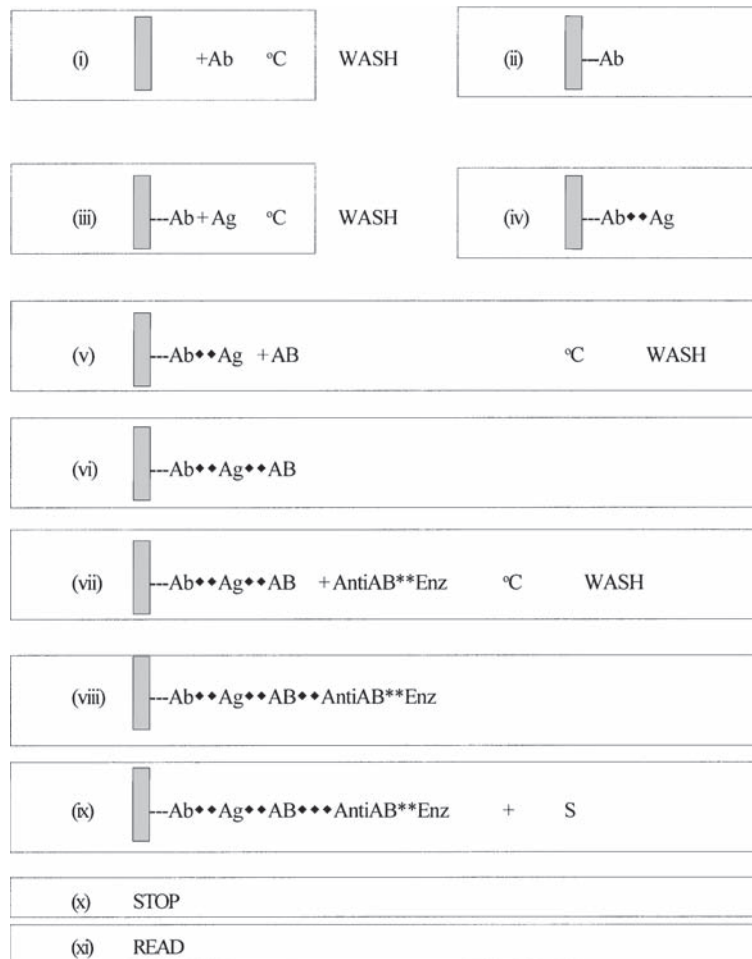 (i) +Ab °C WASH (ii) ---Ab
(iii) ---Ab + Ag °C WASH (iv) ---Ab♦♦Ag
(v) ---Ab♦♦Ag + AB °C WASH
(vi) ---Ab♦♦Ag♦♦AB
(vii) ---Ab♦♦Ag♦♦AB +AntiAB**Enz °C WASH
(viii) ---Ab♦♦Ag♦♦AB♦♦AntiAB**Enz
(ix) ---Ab♦♦Ag♦♦AB♦♦♦AntiAB**Enz + S
(x) STOP
(xi) READ